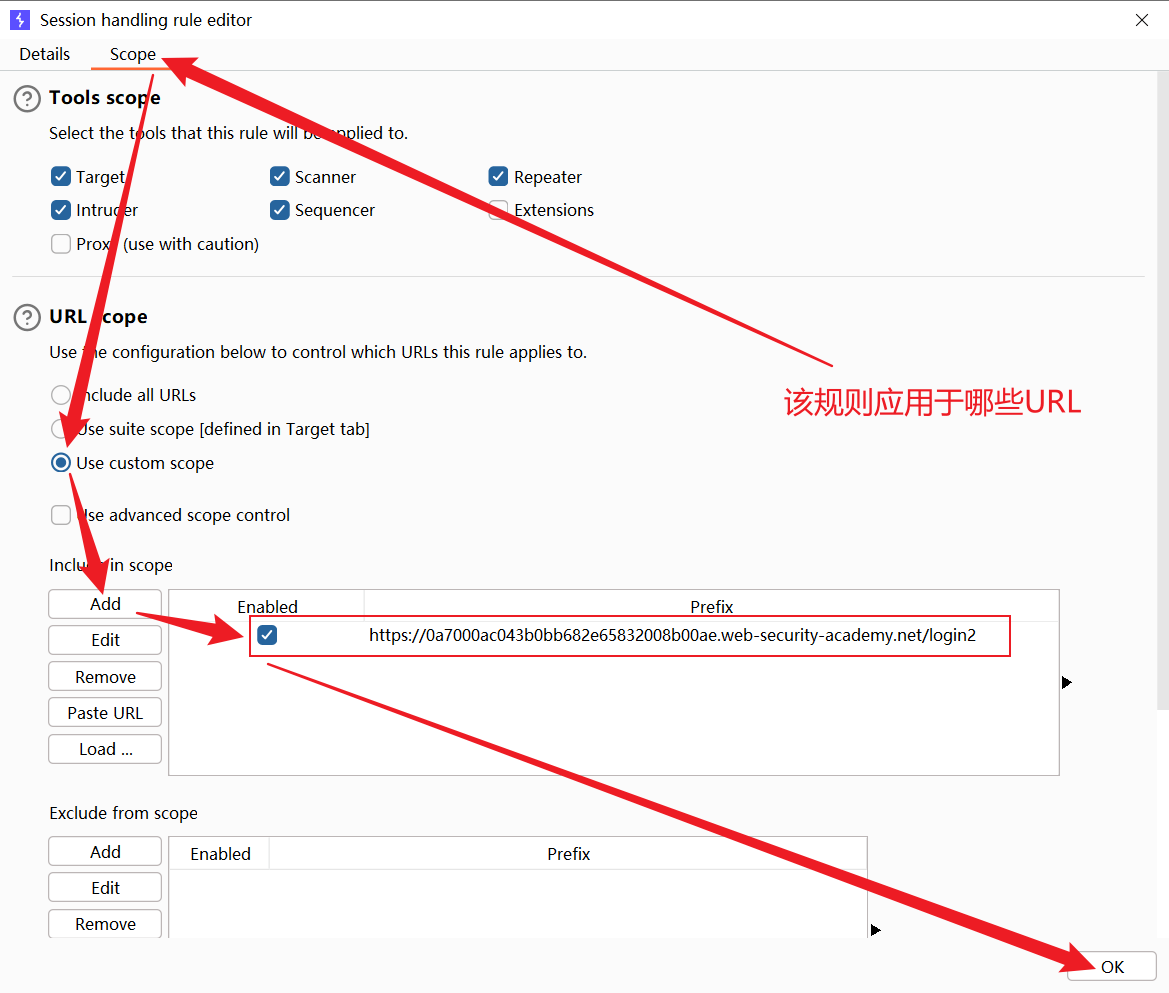 Session handling rule editor
Details Scope
Tools scope
Select the tools that this rule will be applied to.
Target Scanner Repeater
Intruder Sequencer Extensions
Proxy (use with caution)
URL scope
Use the configuration below to control which URLs this rule applies to.
Include all URLs
该规则应用于哪些URL
Use suite scope [defined in Target tab]
Use custom scope
Use advanced scope control
Include in scope
Add
Enabled Prefix
https://0a7000ac043b0bb682e65832008b00ae.web-security-academy.net/login2
Edit
Remove
Paste URL
Load ...
Exclude from scope
Add
Enabled Prefix
Edit
Remove
OK